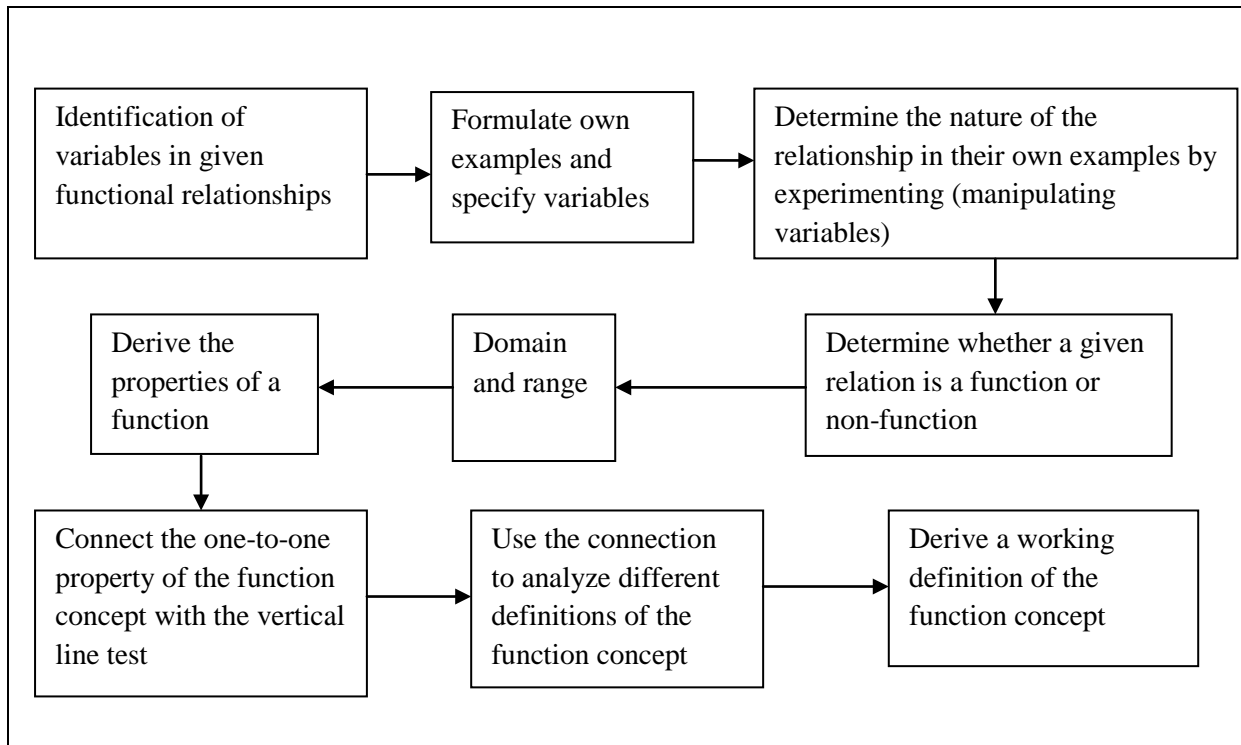 Identification of
variables in given
functional relationships
Formulate own
examples and
specify variables
Determine the nature of the
relationship in their own examples by
experimenting (manipulating
variables)
Derive the
properties of a
function
Domain
and range
Determine whether a given
relation is a function or
non-function
Connect the one-to-one
property of the function
concept with the vertical
line test
Use the connection
to analyze different
definitions of the
function concept
Derive a working
definition of the
function concept